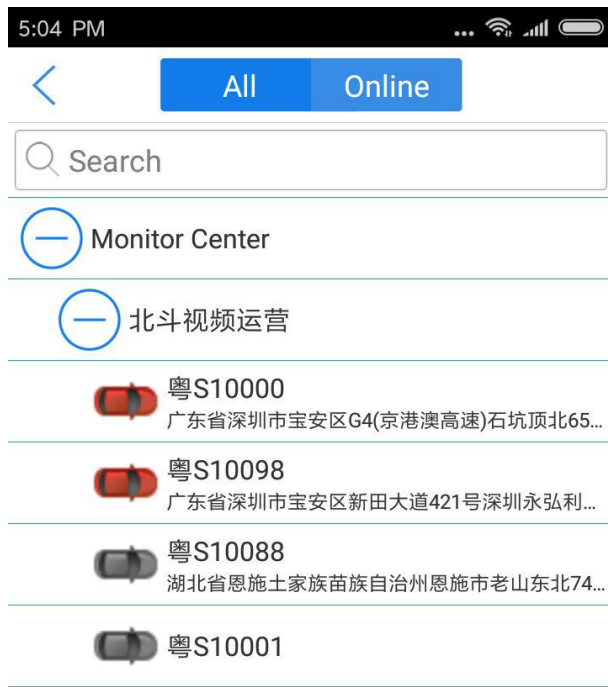 5:04 PM
All Online
Search
Monitor Center
北斗视频运营
粤S10000
广东省深圳市宝安区G4(京港澳高速)石坑顶北65...
粤S10098
广东省深圳市宝安区新田大道421号深圳永弘利...
粤S10088
湖北省恩施土家族苗族自治州恩施市老山东北74...
粤S10001